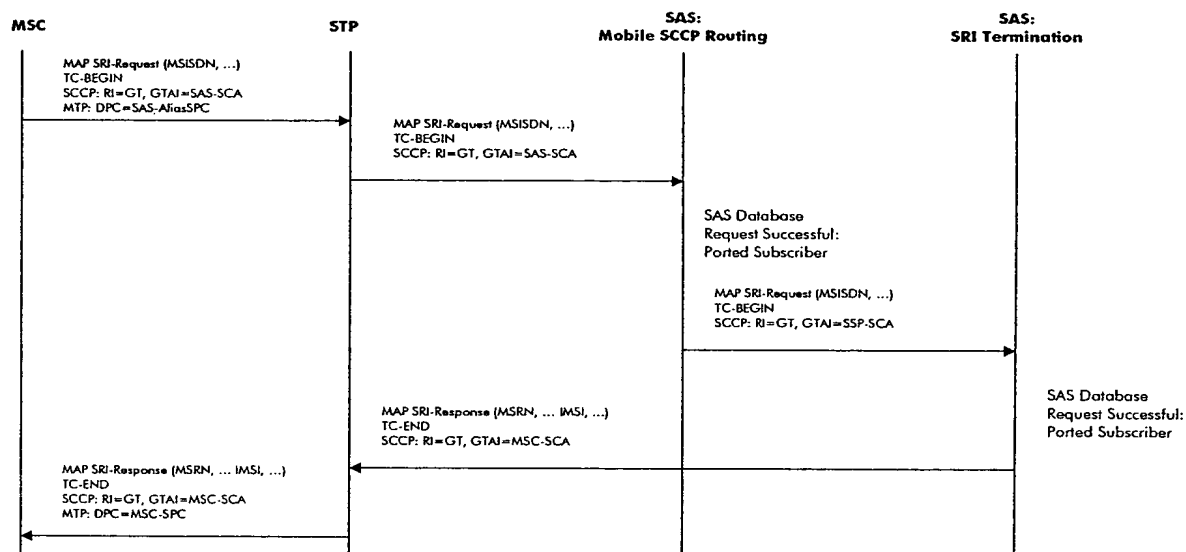 MSC
STP
SAS:
Mobile SCCP Routing
SAS:
SRI Termination
MAP SRI-Request (MSISDN, ...)
TC-BEGIN
SCCP: RI=GT, GTAI=SAS-SCA
MTP: DPC=SAS-AliasSPC
MAP SRI-Request (MSISDN, ...)
TC-BEGIN
SCCP: RI=GT, GTAI=SAS-SCA
SAS Database
Request Successful:
Ported Subscriber
MAP SRI-Request (MSISDN, ...)
TC-BEGIN
SCCP: RI=GT, GTAI=SSP-SCA
SAS Database
Request Successful:
Ported Subscriber
MAP SRI-Response (MSRN, ... IMSI, ...)
TC-END
SCCP: RI=GT, GTAI=MSC-SCA
MAP SRI-Response (MSRN, ... IMSI, ...)
TC-END
SCCP: RI=GT, GTAI=MSC-SCA
MTP: DPC=MSC-SPC